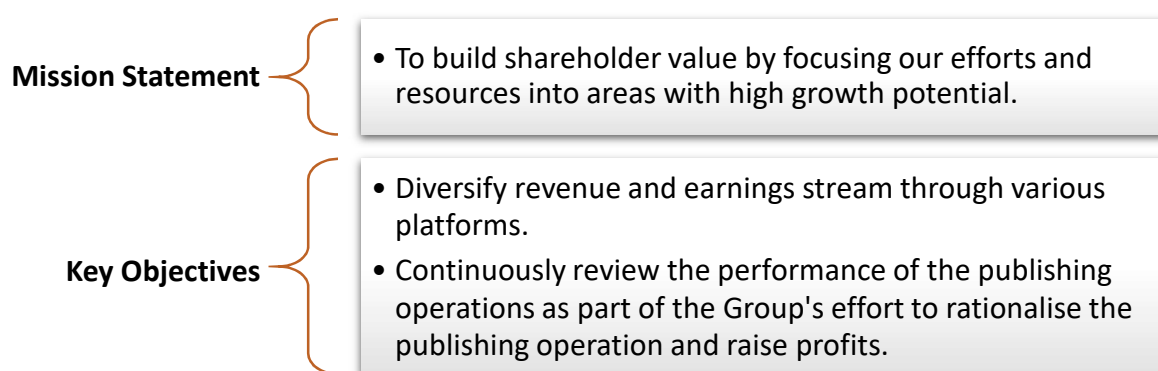 Mission Statement
• To build shareholder value by focusing our efforts and
resources into areas with high growth potential.
Key Objectives
• Diversify revenue and earnings stream through various
platforms.
• Continuously review the performance of the publishing
operations as part of the Group's effort to rationalise the
publishing operation and raise profits.